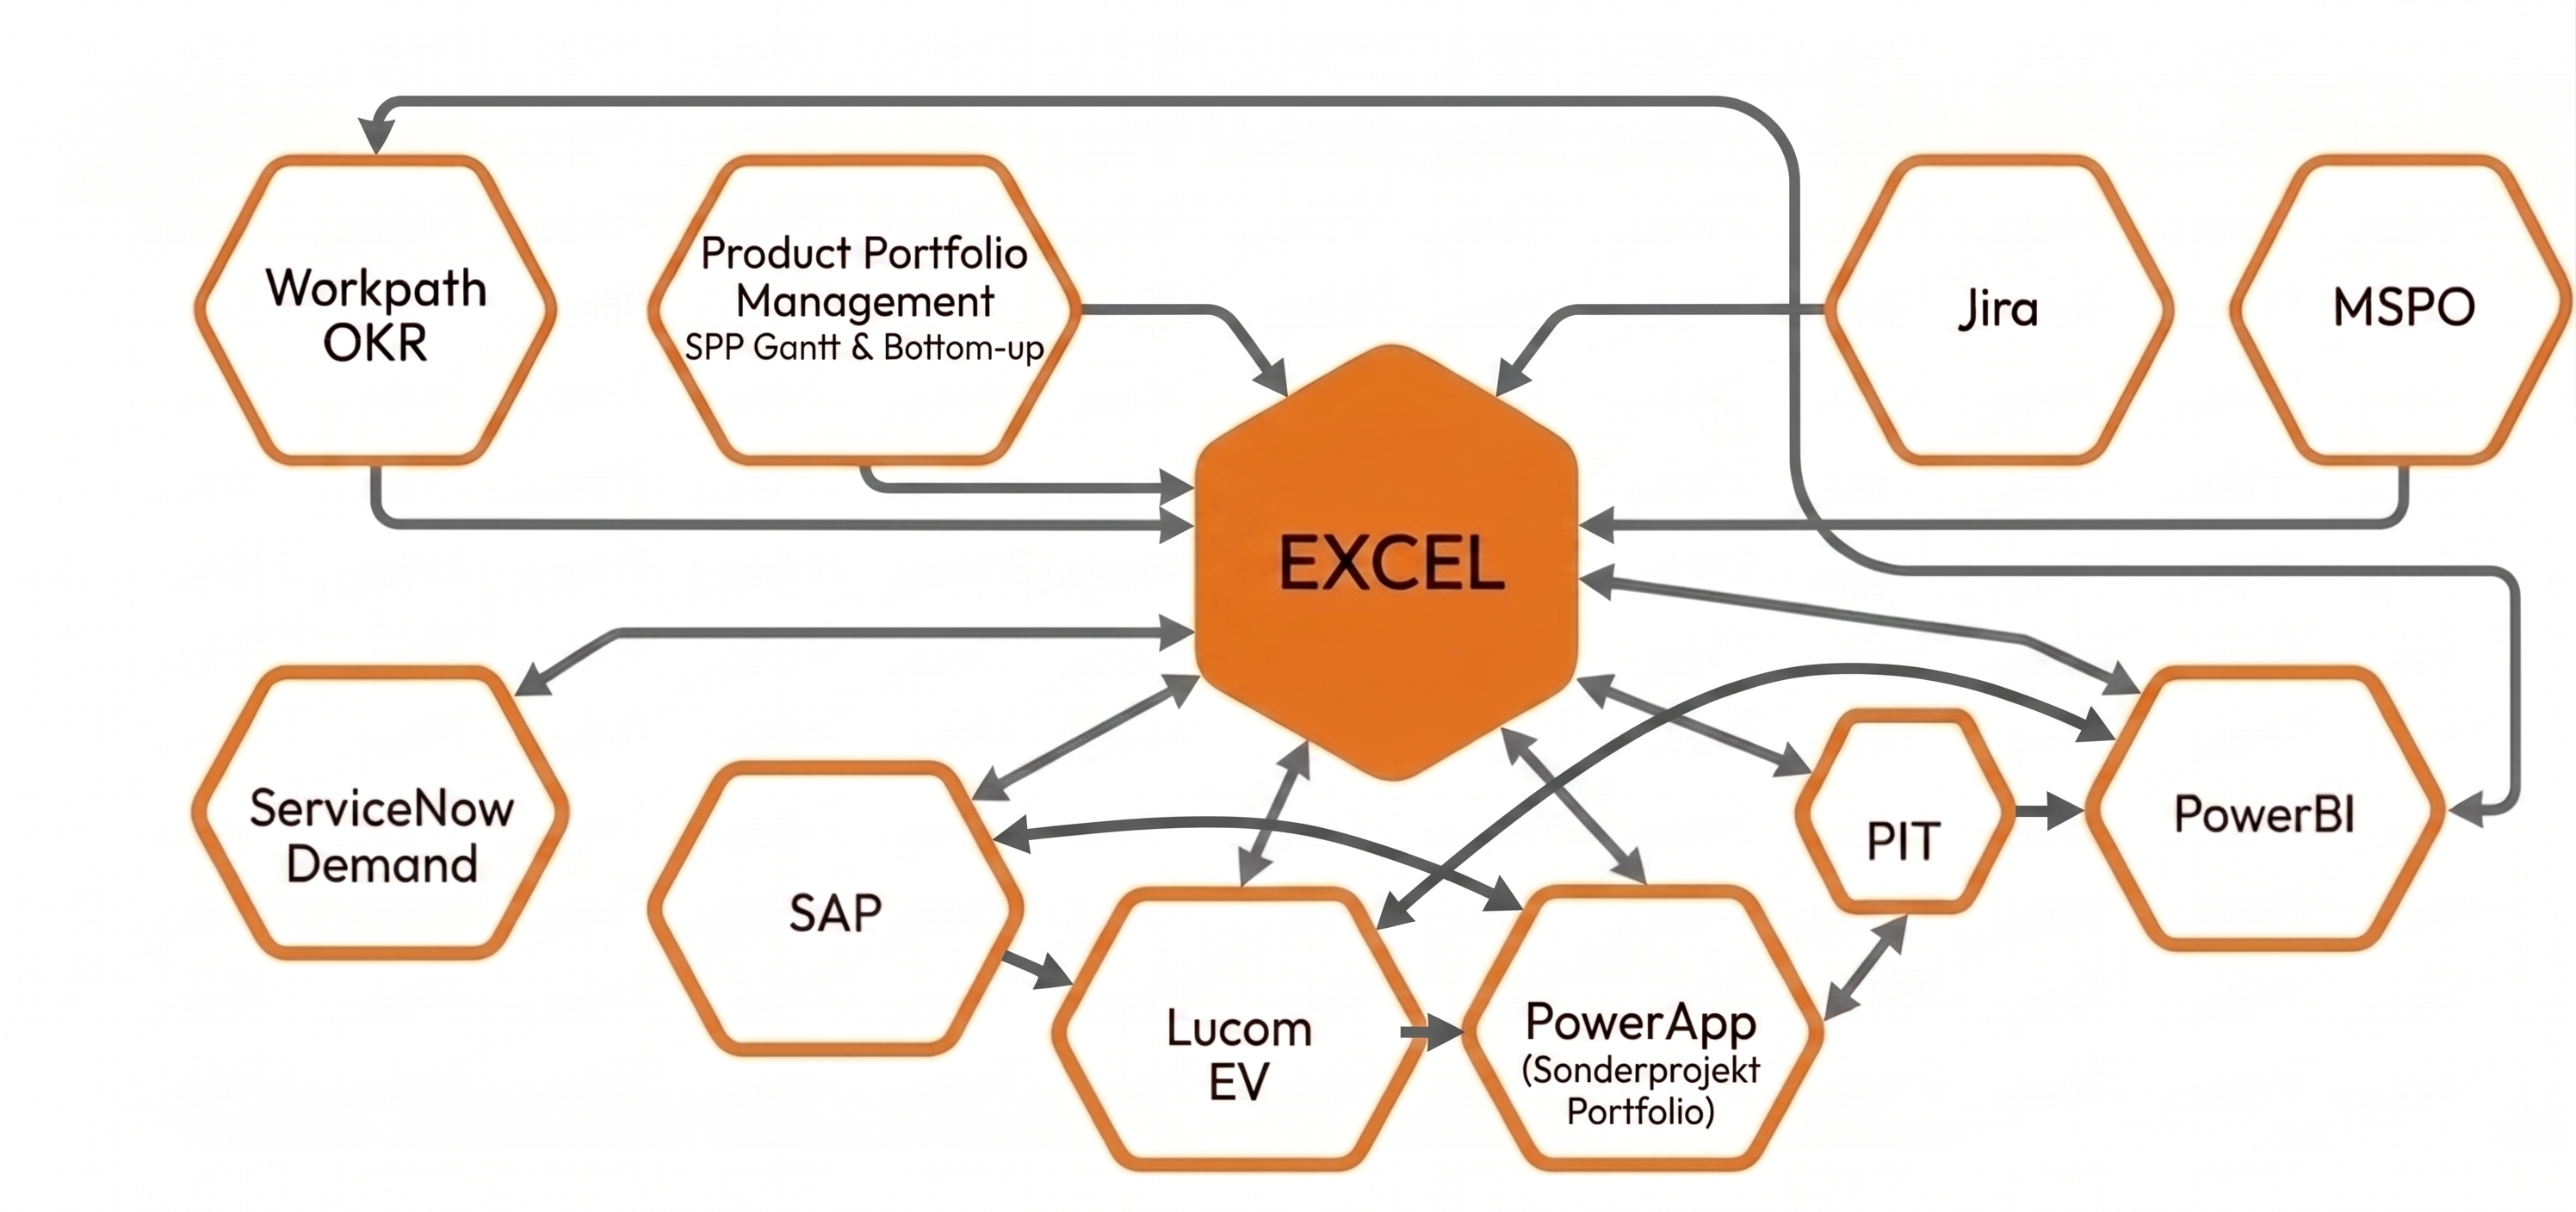 Workpath
OKR
Product Portfolio
Management
SPP Gantt & Bottom-up
Jira
MSPO
EXCEL
ServiceNow
Demand
SAP
Lucom
EV
PowerApp
(Sonderprojekt
Portfolio)
PIT
PowerBI